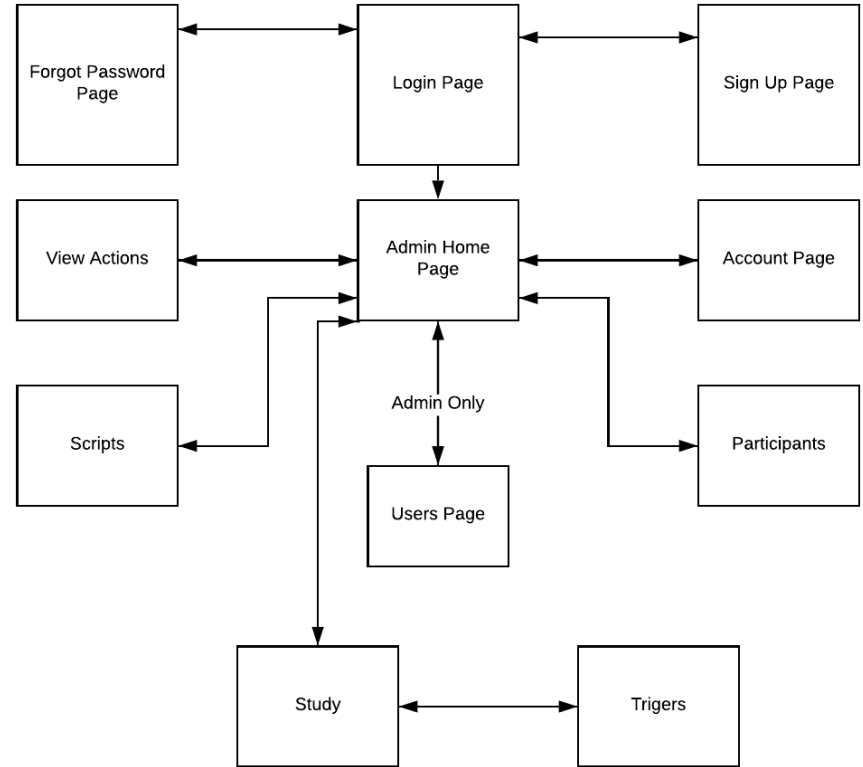 Forgot Password
Page
Login Page
Sign Up Page
View Actions
Admin Home
Page
Account Page
Admin Only
Scripts
Participants
Users Page
Study
Trigers